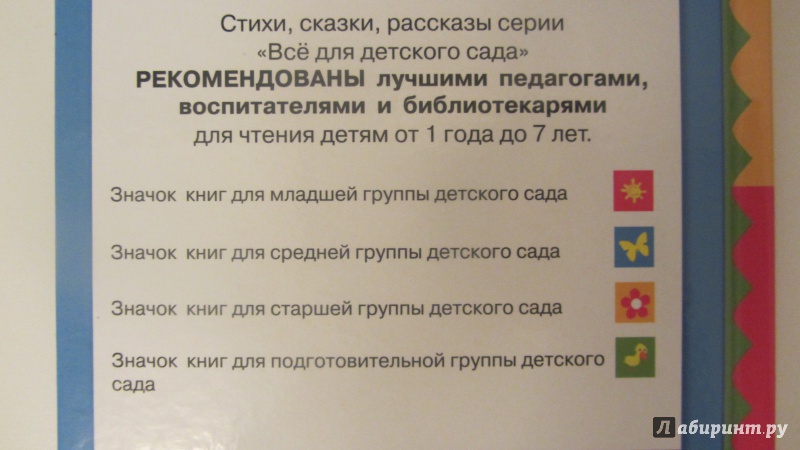 Стихи, сказки, рассказы серии
«Всё для детского сада»
РЕКОМЕНДОВАНЫ лучшими педагогами,
воспитателями и библиотекарями
для чтения детям от 1 года до 7 лет.
Значок книг для младшей группы детского сада
Значок книг для средней группы детского сада
Значок книг для старшей группы детского сада
Значок книг для подготовительной группы детского
сада
Лабиринт.ру